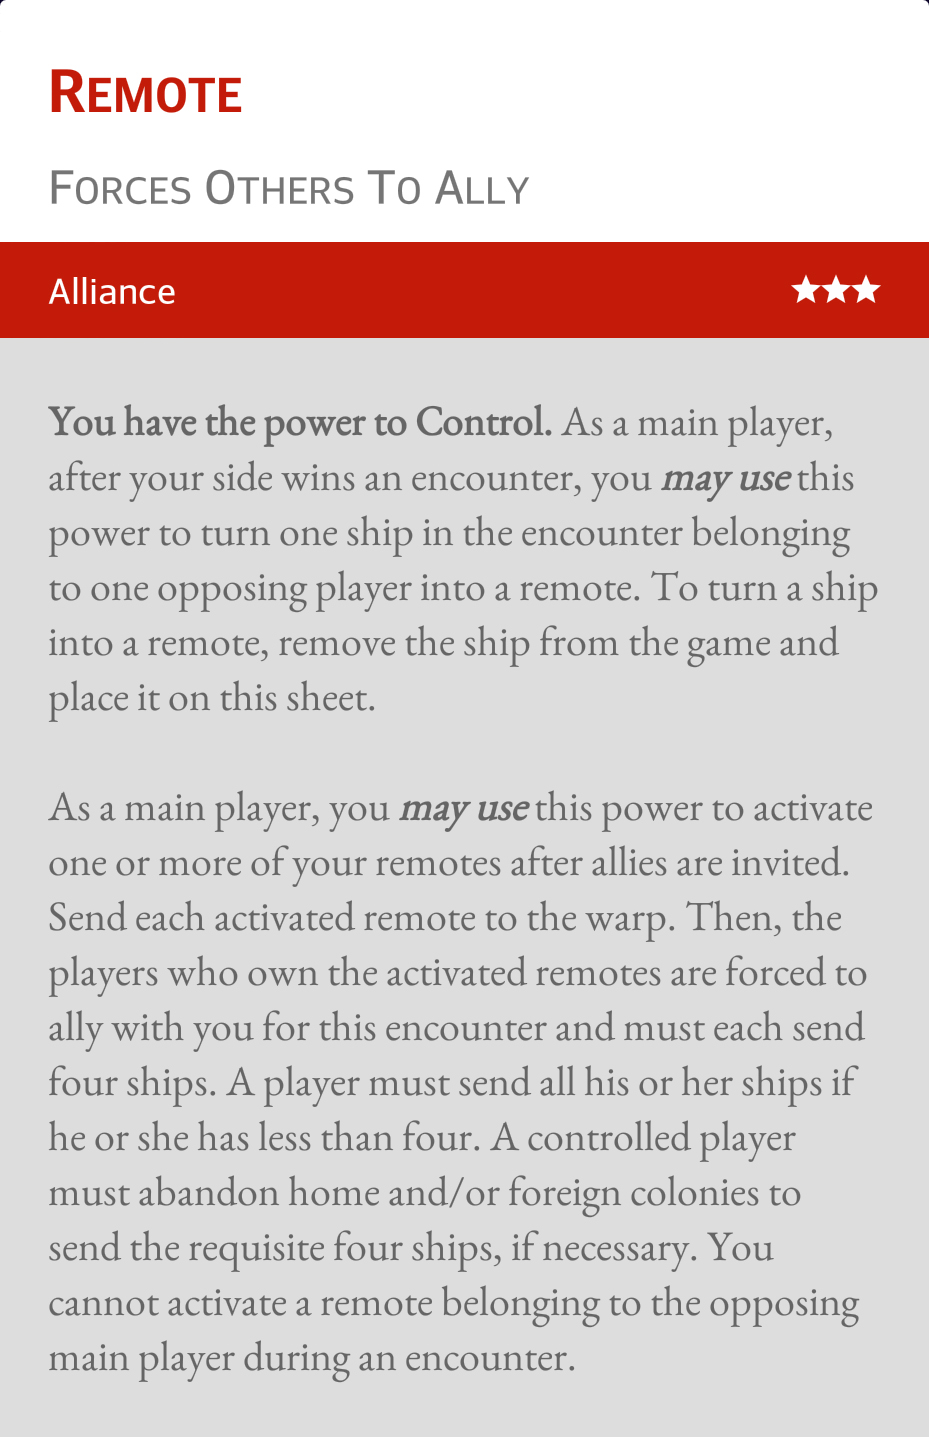 REMOTE
FORCES OTHERS TO ALLY
Alliance ★★★
You have the power to Control. As a main player,
after your side wins an encounter, you may use this
power to turn one ship in the encounter belonging
to one opposing player into a remote. To turn a ship
into a remote, remove the ship from the game and
place it on this sheet.
As a main player, you may use this power to activate
one or more of your remotes after allies are invited.
Send each activated remote to the warp. Then, the
players who own the activated remotes are forced to
ally with you for this encounter and must each send
four ships. A player must send all his or her ships if
he or she has less than four. A controlled player
must abandon home and/or foreign colonies to
send the requisite four ships, if necessary. You
cannot activate a remote belonging to the opposing
main player during an encounter.